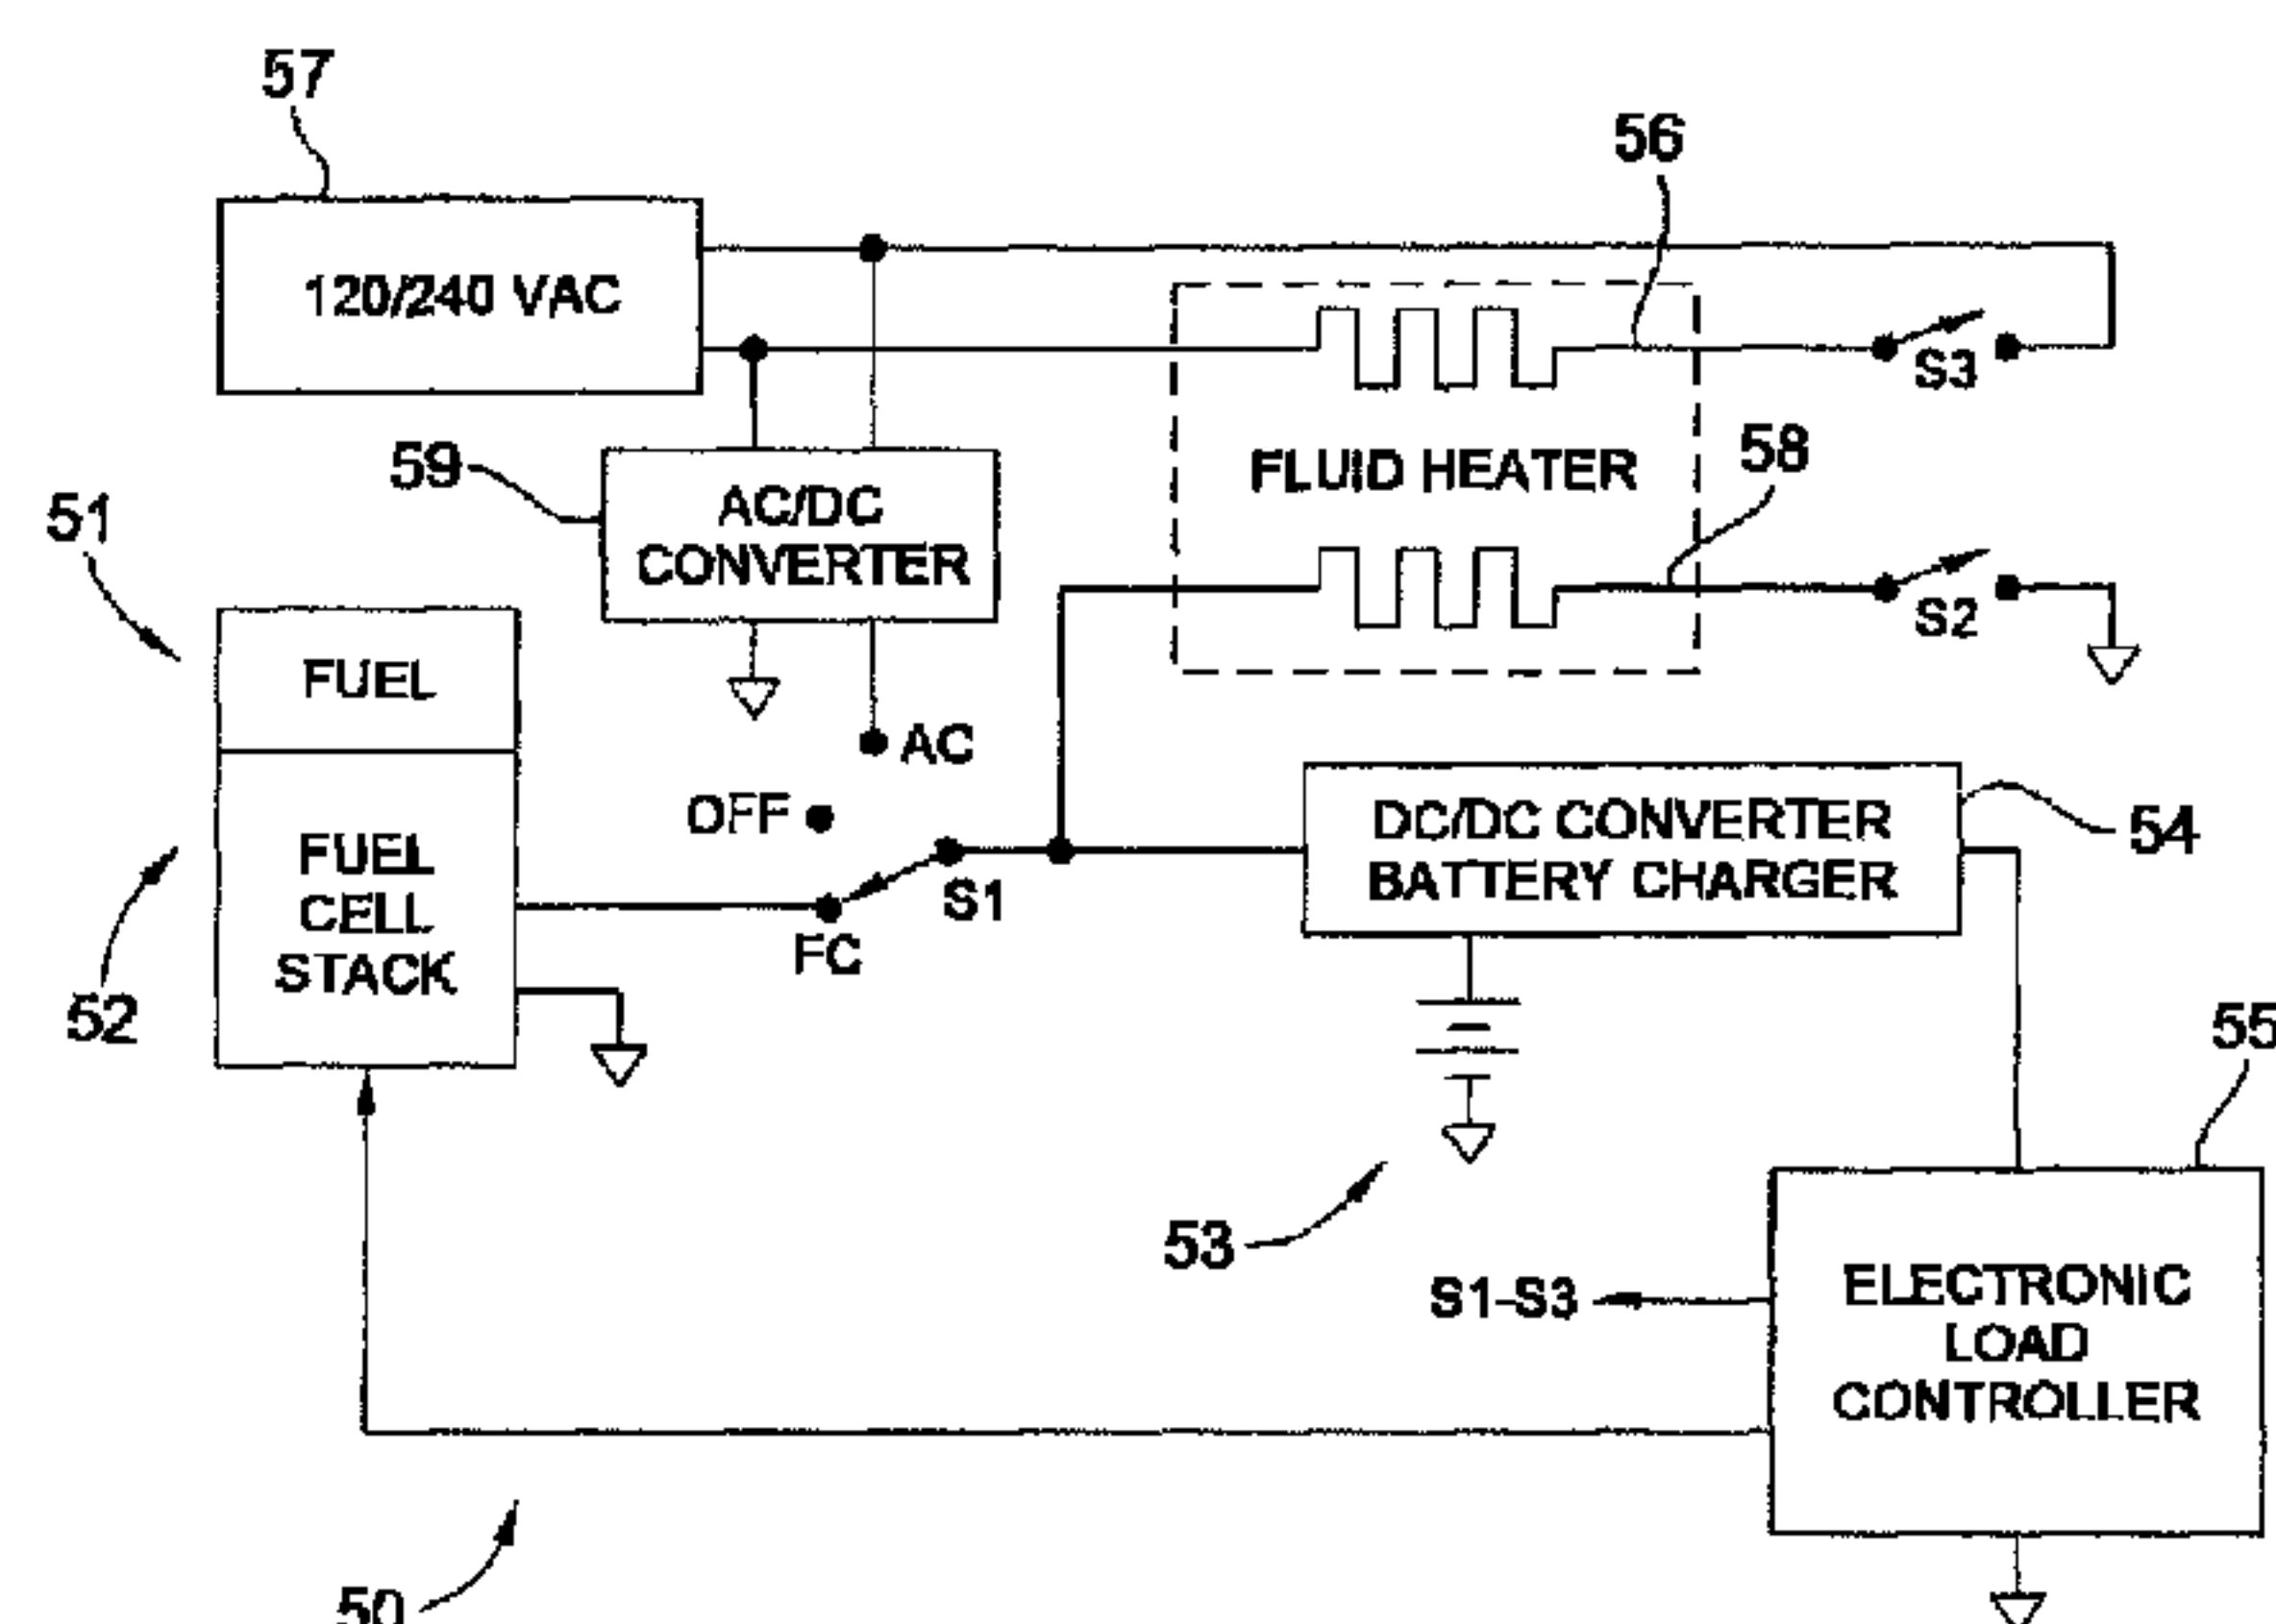 57
56
120/240 VAC
S3
59
FLUID HEATER
58
51
AC/DC
CONVERTER
S2
FUEL
AC
OFF
DC/DC CONVERTER
BATTERY CHARGER
54
FUEL
CELL
STACK
S1
FC
52
55
53
S1-S3
ELECTRONIC
LOAD
CONTROLLER
50